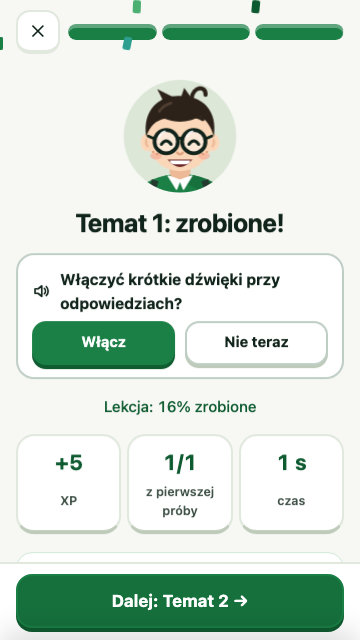 Temat 1: zrobione!
Włączyć krótkie dźwięki przy
odpowiedziach?
Włącz
Nie teraz
Lekcja: 16% zrobione
+5
XP
1/1
z pierwszej
próby
1 s
czas
Dalej: Temat 2 →